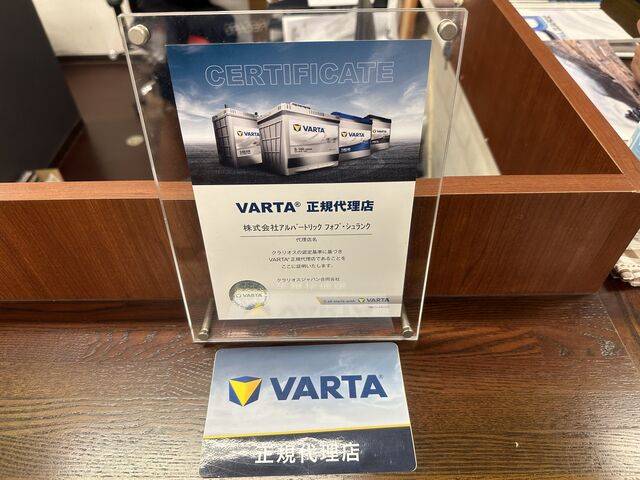 CERTIFICATE
VARTA
VARTA
VARTA® 正規代理店
株式会社アルバートリック フォブ・シュランク
代理店名
クラリオスの認定基準に基づき
VARTA®正規代理店であることを
ここに証明いたします。
クラリオスジャパン合同会社
VARTA
It all starts with VARTA
VARTA®
正規代理店